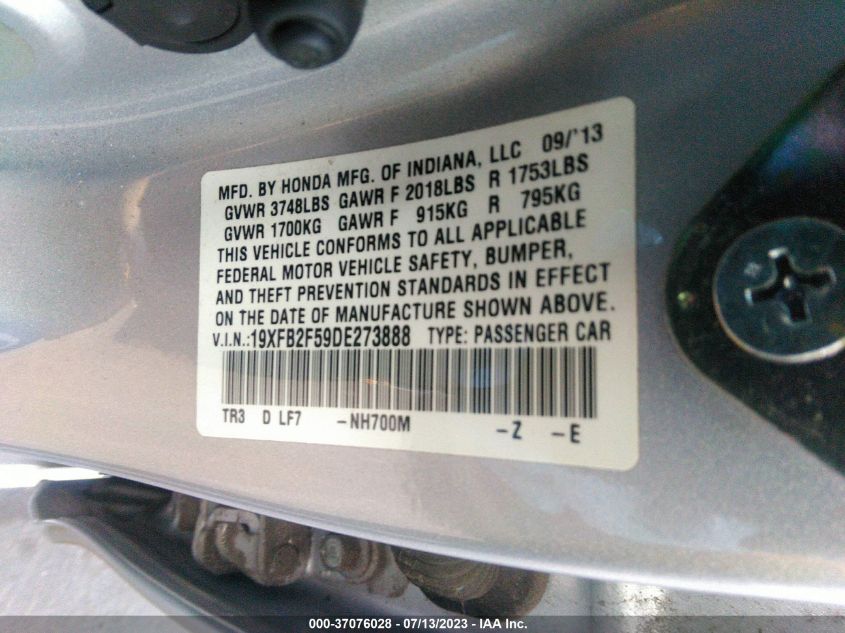 MFD. BY HONDA MFG. OF INDIANA, LLC 09/'13
GVWR 3748LBS GAWR F 2018LBS R 1753LBS
GVWR 1700KG GAWR F 915KG R 795KG
THIS VEHICLE CONFORMS TO ALL APPLICABLE
FEDERAL MOTOR VEHICLE SAFETY, BUMPER,
AND THEFT PREVENTION STANDARDS IN EFFECT
ON THE DATE OF MANUFACTURE SHOWN ABOVE.
V.I.N.:19XFB2F59DE273888 TYPE: PASSENGER CAR
TR3 D LF7 -NH700M -Z -E
000-37076028 - 07/13/2023 - IAA Inc.